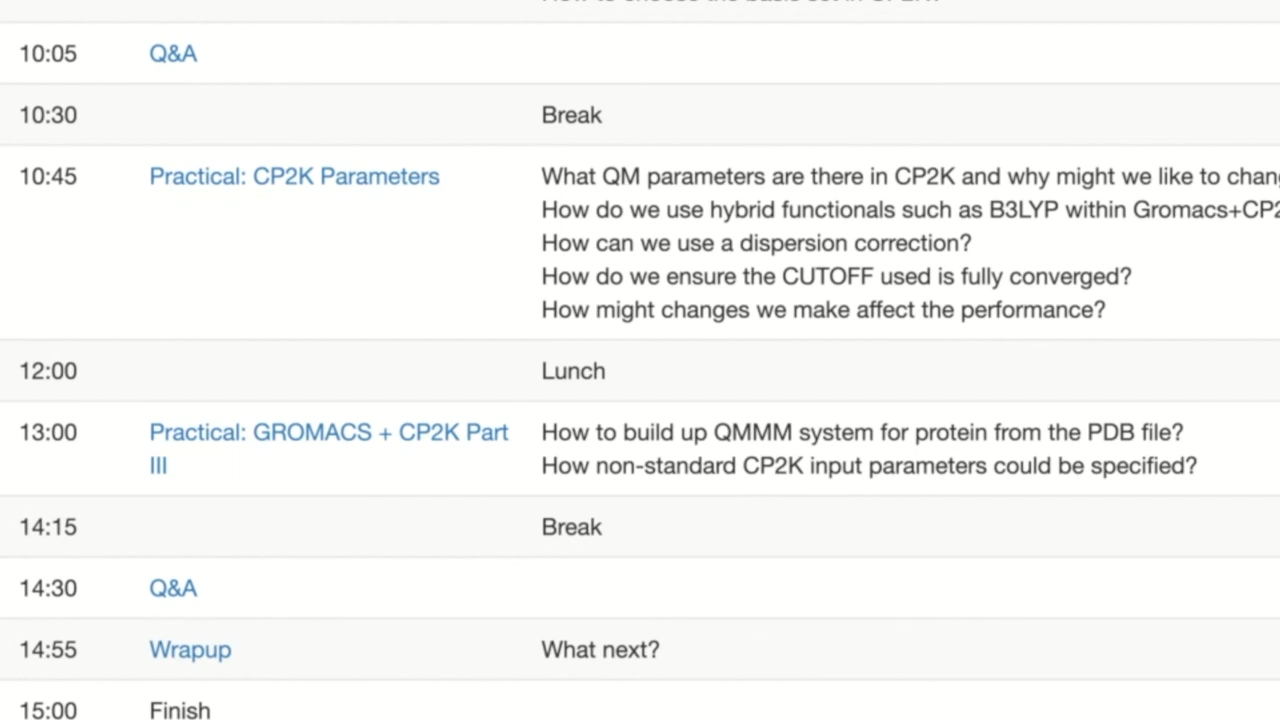 10:05 Q&A
10:30 Break
10:45 Practical: CP2K Parameters What QM parameters are there in CP2K and why might we like to
How do we use hybrid functionals such as B3LYP within
How can we use a dispersion correction?
How do we ensure the CUTOFF used is fully converged?
How might changes we make affect the performance?
12:00 Lunch
13:00 Practical: GROMACS + CP2K Part How to build up QMMM system for protein from the PDB file?
III How non-standard CP2K input parameters could be specified?
14:15 Break
14:30 Q&A
14:55 Wrapup What next?
15:00 Finish